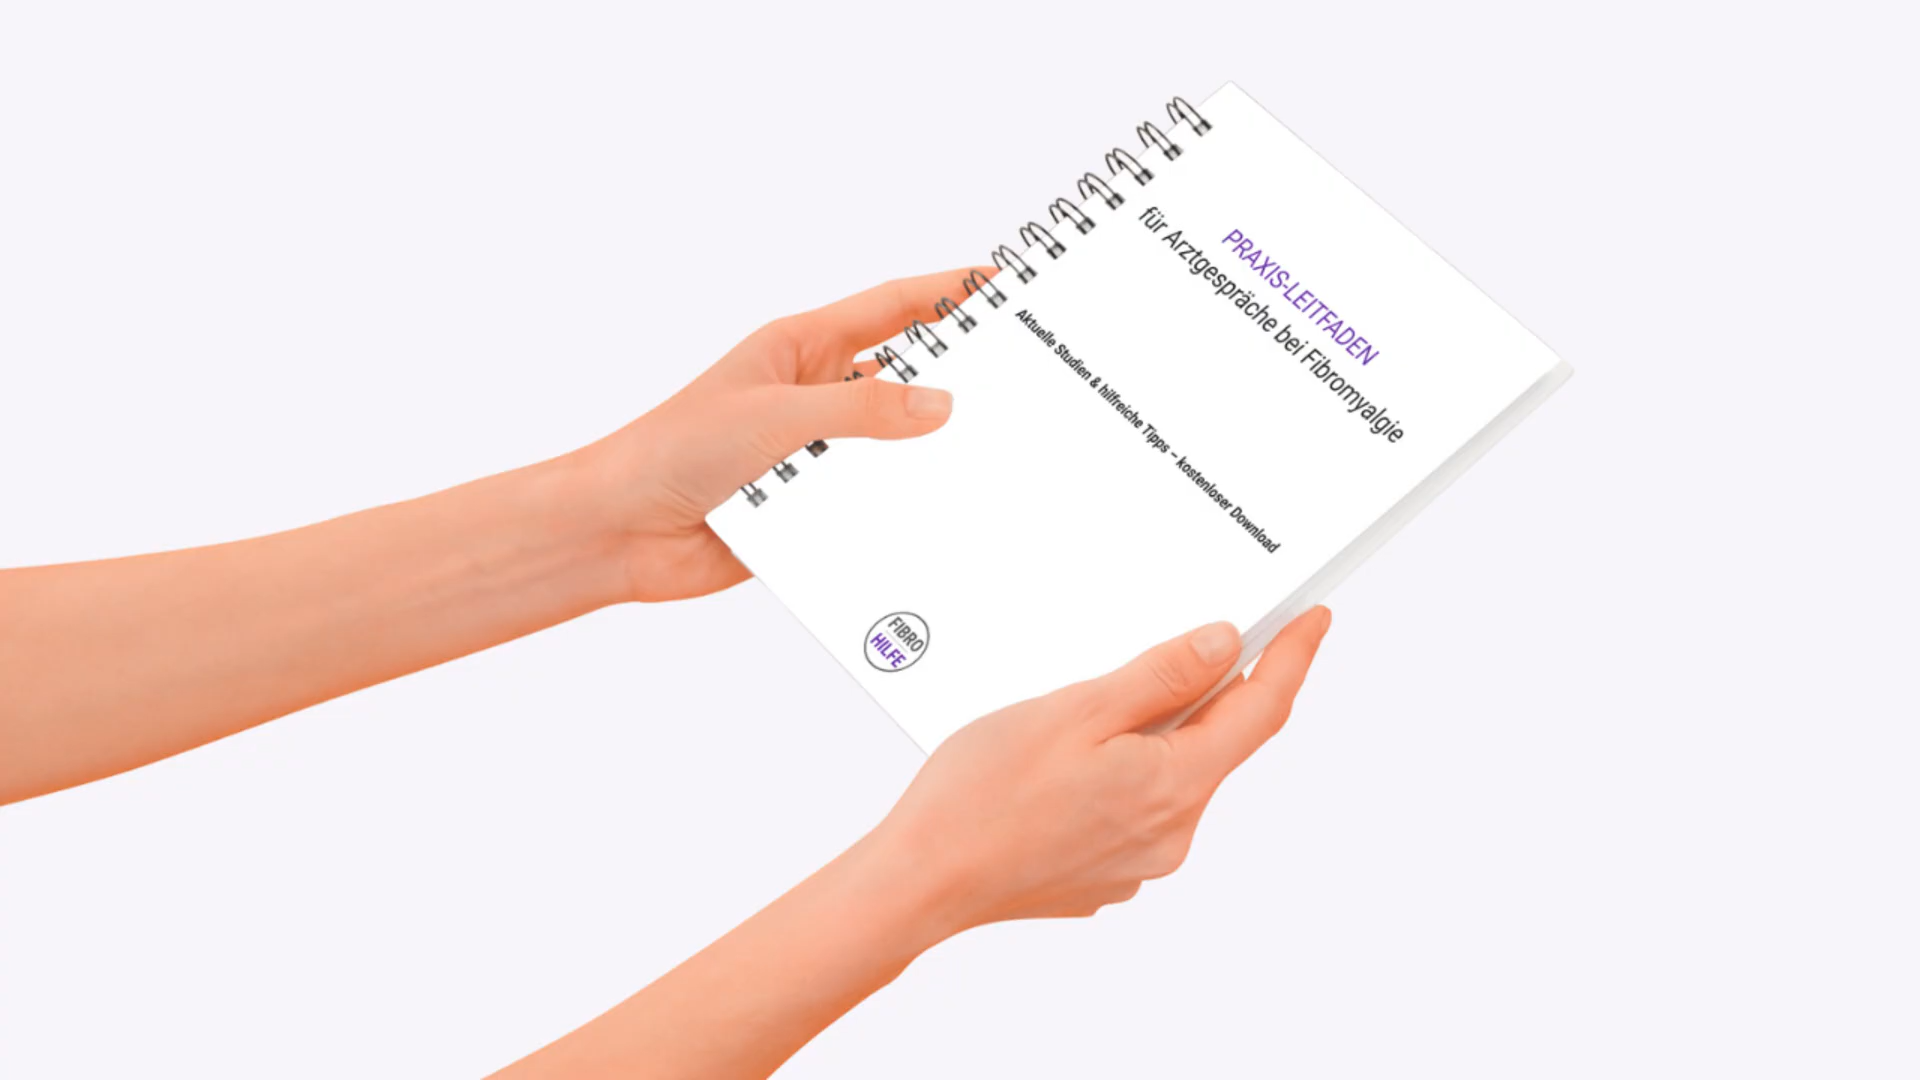 PRAXIS-LEITFADEN
für Arztgespräche bei Fibromyalgie
Aktuelle Studien & hilfreiche Tipps – kostenloser Download
FIBRO
HILFE